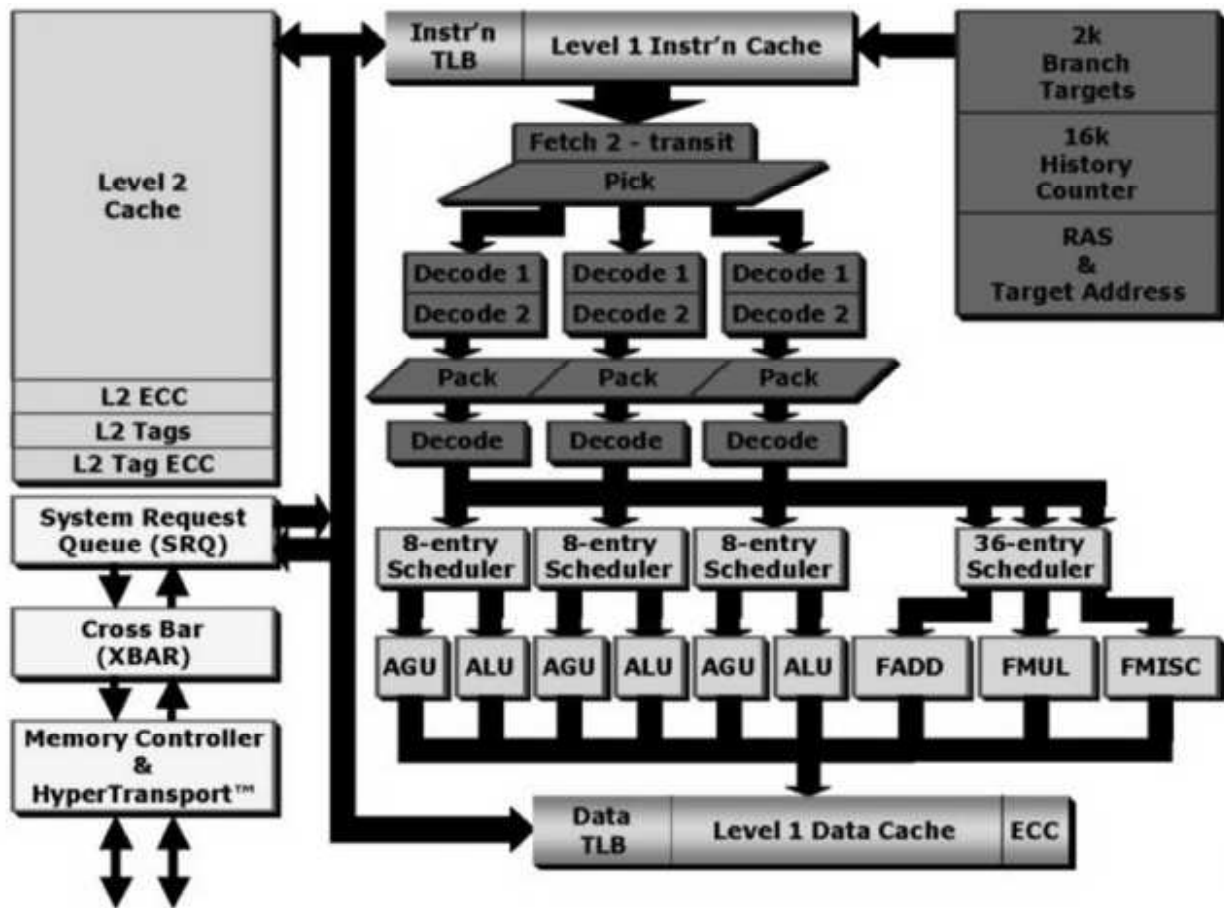 Level 2
Cache
L2 ECC
L2 Tags
L2 Tag ECC
System Request
Queue (SRQ)
Cross Bar
(XBAR)
Memory Controller
&
HyperTransport™
Instr'n
TLB
Level 1 Instr'n Cache
2k
Branch
Targets
16k
History
Counter
RAS
&
Target Address
Fetch 2 - transit
Pick
Decode 1 Decode 1 Decode 1
Decode 2 Decode 2 Decode 2
Pack Pack Pack
Decode Decode Decode
8-entry
Scheduler
8-entry
Scheduler
8-entry
Scheduler
36-entry
Scheduler
AGU ALU AGU ALU AGU ALU FADD FMUL FMISC
Data
TLB
Level 1 Data Cache
ECC